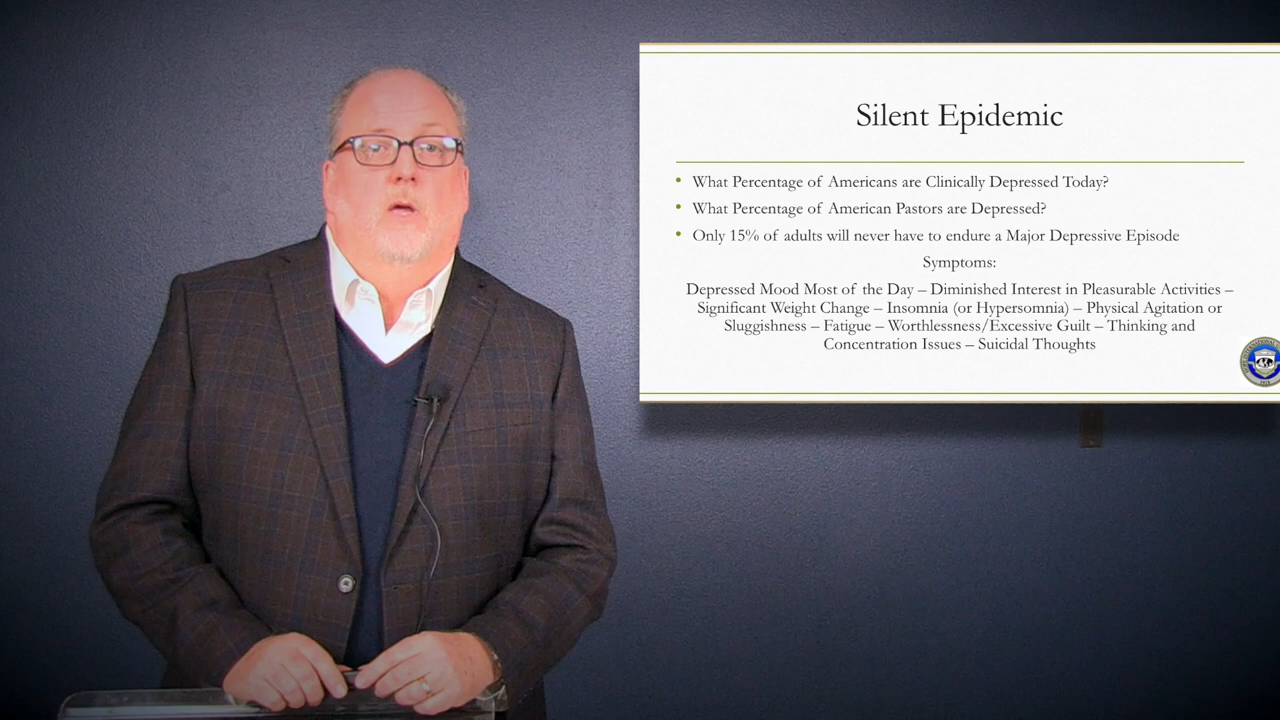 Silent Epidemic
• What Percentage of Americans are Clinically Depressed Today?
• What Percentage of American Pastors are Depressed?
• Only 15% of adults will never have to endure a Major Depressive Episode
Symptoms:
Depressed Mood Most of the Day – Diminished Interest in Pleasurable Activities –
Significant Weight Change – Insomnia (or Hypersomnia) – Physical Agitation or
Sluggishness – Fatigue – Worthlessness/Excessive Guilt – Thinking and
Concentration Issues – Suicidal Thoughts